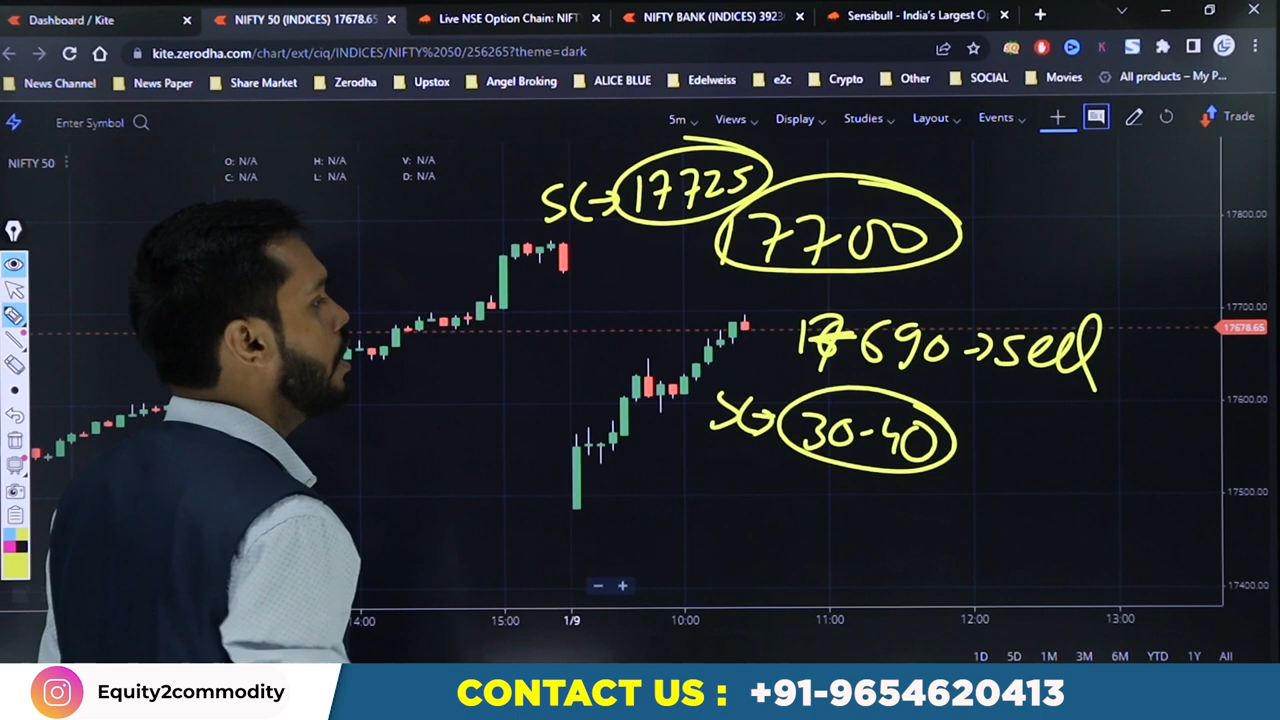 Dashboard / Kite
NIFTY 50 (INDICES) 17678.65
Live NSE Option Chain: NIFT
NIFTY BANK (INDICES) 3923
Sensibull - India's Largest O
kite.zerodha.com/chart/ext/ciq/INDICES/NIFTY%2050/256265?theme=dark
News Channel
News Paper
Share Market
Zerodha
Upstox
Angel Broking
ALICE BLUE
Edelweiss
e2c
Crypto
Other
SOCIAL
Movies
All products – My P...
Enter Symbol
5m
Views
Display
Studies
Layout
Events
Trade
NIFTY 50
O: N/A
H: N/A
V: N/A
C: N/A
L: N/A
D: N/A
17725
7700
17800.00
17700.00
17678.65
690 → sell
17600.00
30-40
17500.00
17400.00
14:00
15:00
1/9
10:00
11:00
12:00
13:00
1D 5D 1M 3M 6M YTD 1Y All
Equity2commodity
CONTACT US : +91-9654620413